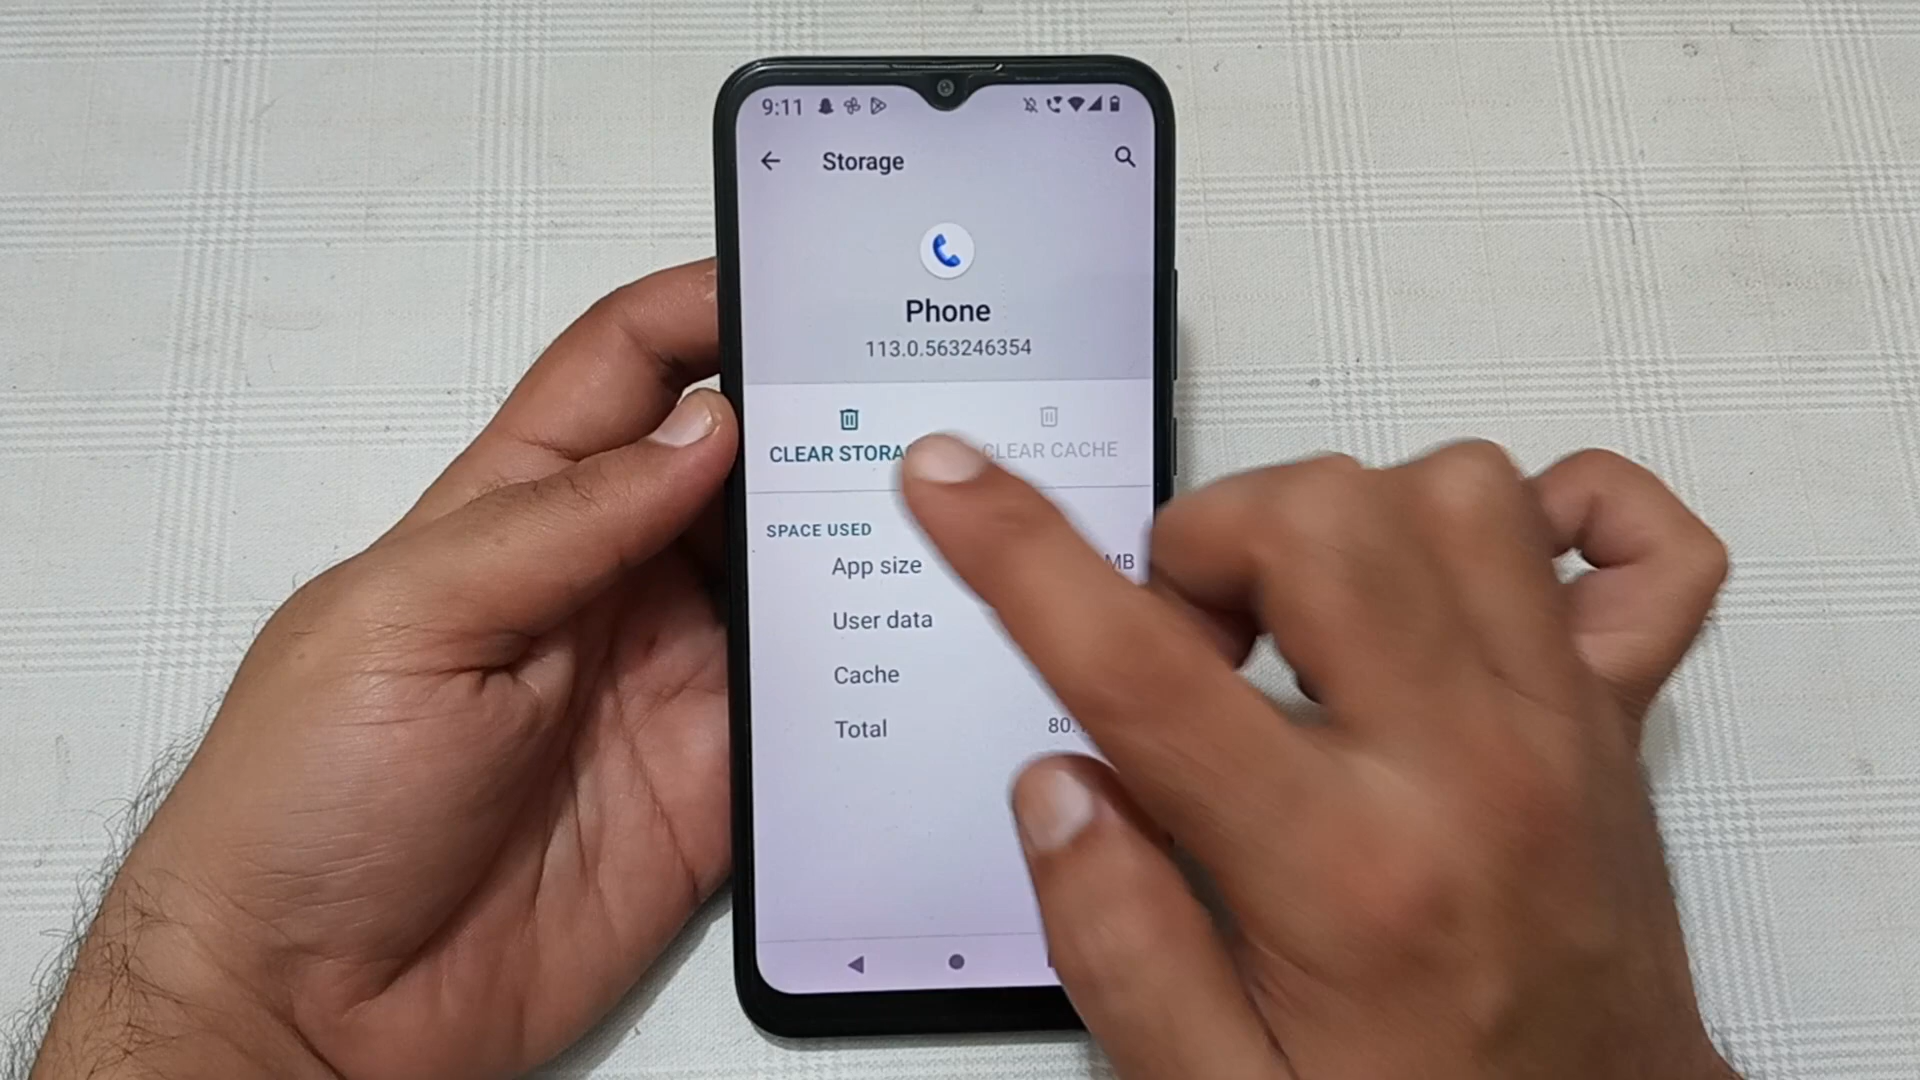 9:11
Storage
Phone
113.0.563246354
CLEAR
CLEAR CACHE
SPACE USED
App size MB
User data
Cache
Total 80.